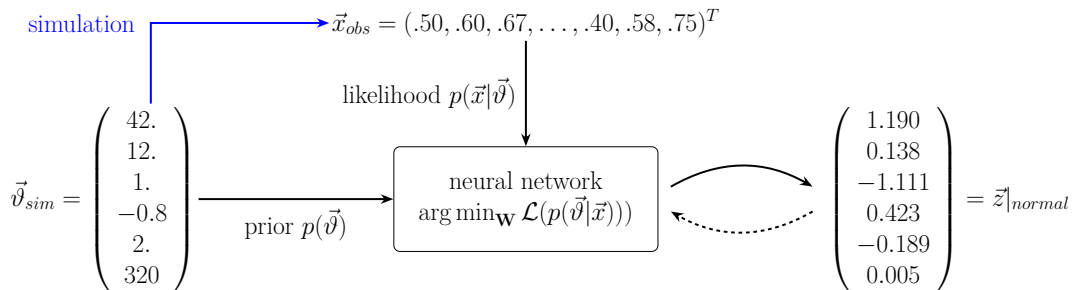 simulation
x⃗_obs = (.50, .60, .67, . . . , .40, .58, .75)^T
likelihood p(x⃗|ϑ⃗)
ϑ⃗_sim =
42.
12.
1.
−0.8
2.
320
prior p(ϑ⃗)
neural network
arg min_W ℒ(p(ϑ⃗|x⃗)))
1.190
0.138
−1.111
0.423
−0.189
0.005
= z⃗|_normal